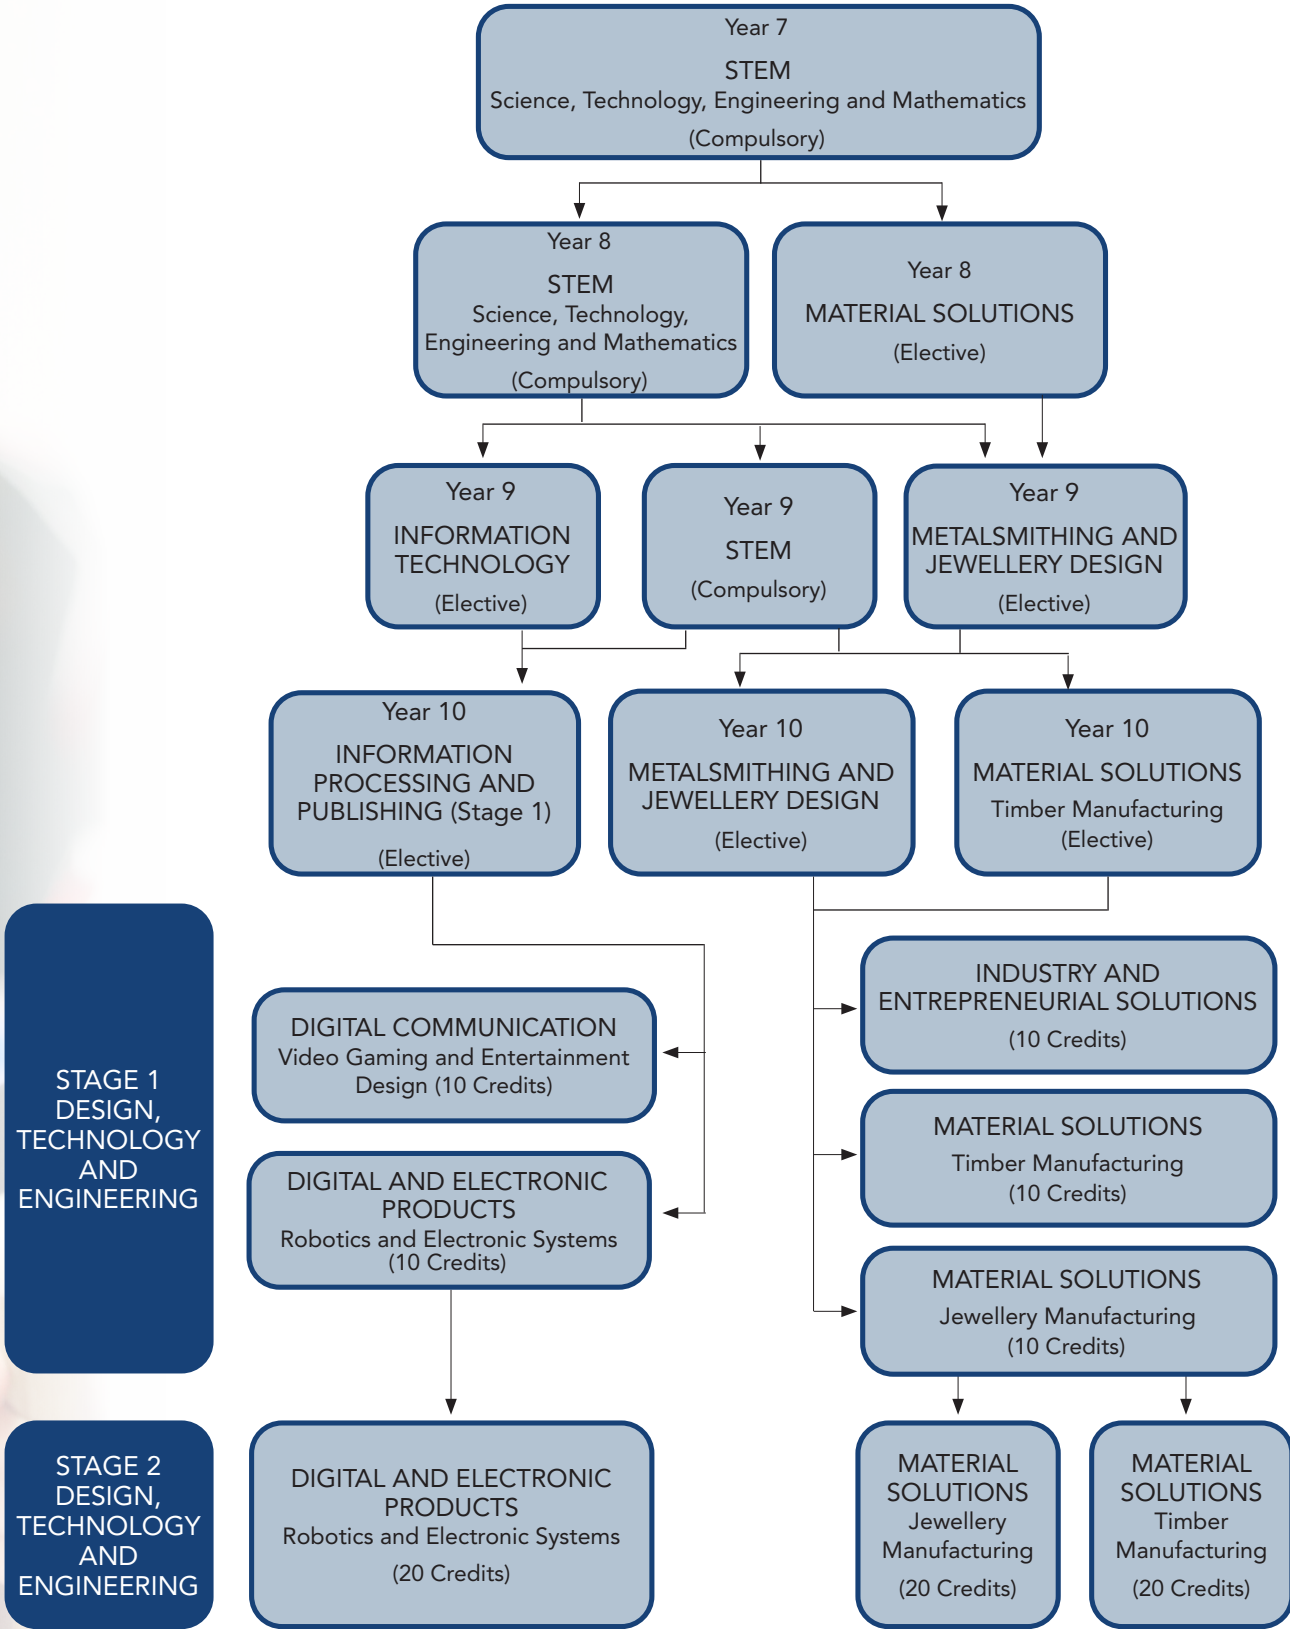 Year 7
STEM
Science, Technology, Engineering and Mathematics
(Compulsory)
Year 8
STEM
Science, Technology,
Engineering and Mathematics
(Compulsory)
Year 8
MATERIAL SOLUTIONS
(Elective)
Year 9
INFORMATION
TECHNOLOGY
(Elective)
Year 9
STEM
(Compulsory)
Year 9
METALSMITHING AND
JEWELLERY DESIGN
(Elective)
Year 10
INFORMATION
PROCESSING AND
PUBLISHING (Stage 1)
(Elective)
Year 10
METALSMITHING AND
JEWELLERY DESIGN
(Elective)
Year 10
MATERIAL SOLUTIONS
Timber Manufacturing
(Elective)
STAGE 1
DESIGN,
TECHNOLOGY
AND
ENGINEERING
DIGITAL COMMUNICATION
Video Gaming and Entertainment
Design (10 Credits)
DIGITAL AND ELECTRONIC
PRODUCTS
Robotics and Electronic Systems
(10 Credits)
INDUSTRY AND
ENTREPRENEURIAL SOLUTIONS
(10 Credits)
MATERIAL SOLUTIONS
Timber Manufacturing
(10 Credits)
MATERIAL SOLUTIONS
Jewellery Manufacturing
(10 Credits)
STAGE 2
DESIGN,
TECHNOLOGY
AND
ENGINEERING
DIGITAL AND ELECTRONIC
PRODUCTS
Robotics and Electronic Systems
(20 Credits)
MATERIAL
SOLUTIONS
Jewellery
Manufacturing
(20 Credits)
MATERIAL
SOLUTIONS
Timber
Manufacturing
(20 Credits)